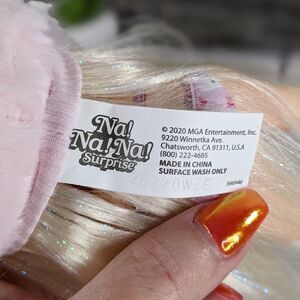 Na!
Na!Na!
Surprise
© 2020 MGA Entertainment, Inc.
9220 Winnetka Ave.
Chatsworth, CA 91311, U.S.A
(800) 222-4685
MADE IN CHINA
SURFACE WASH ONLY